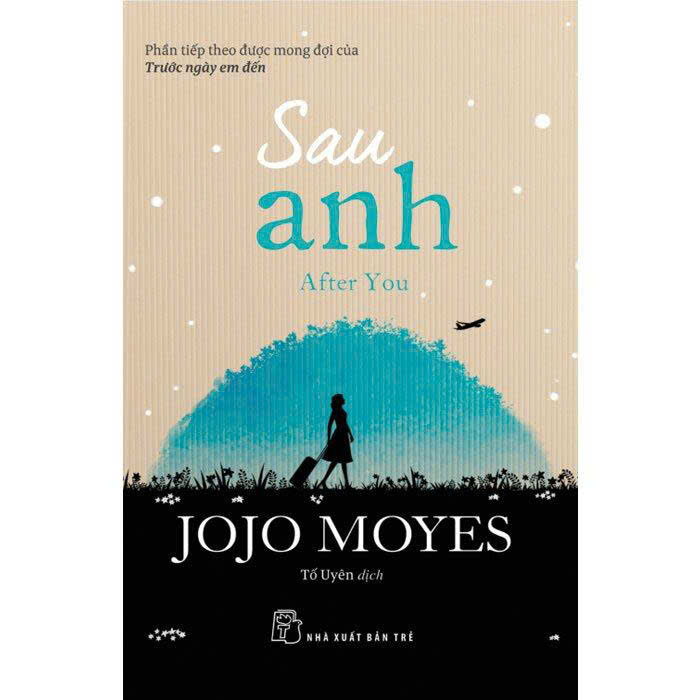 Phần tiếp theo được mong đợi của
Trước ngày em đến
Sau
anh
After You
JOJO MOYES
Tố Uyên dịch
NHÀ XUẤT BẢN TRẺ